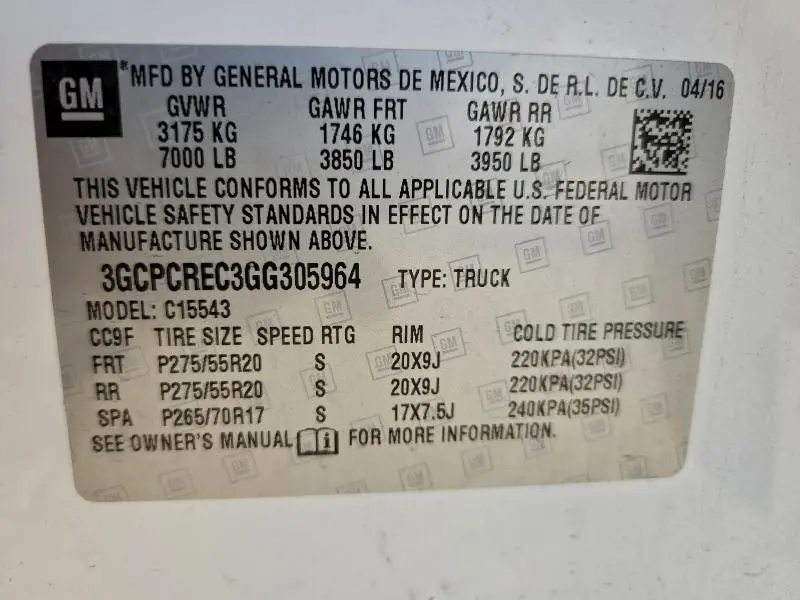 GM
*MFD BY GENERAL MOTORS DE MEXICO, S. DE R.L. DE C.V. 04/16
GVWR GAWR FRT GAWR RR
3175 KG 1746 KG 1792 KG
7000 LB 3850 LB 3950 LB
THIS VEHICLE CONFORMS TO ALL APPLICABLE U.S. FEDERAL MOTOR
VEHICLE SAFETY STANDARDS IN EFFECT ON THE DATE OF
MANUFACTURE SHOWN ABOVE.
3GCPCREC3GG305964 TYPE: TRUCK
MODEL: C15543
CC9F TIRE SIZE SPEED RTG RIM COLD TIRE PRESSURE
FRT P275/55R20 S 20X9J 220KPA(32PSI)
RR P275/55R20 S 20X9J 220KPA(32PSI)
SPA P265/70R17 S 17X7.5J 240KPA(35PSI)
SEE OWNER'S MANUAL i FOR MORE INFORMATION.